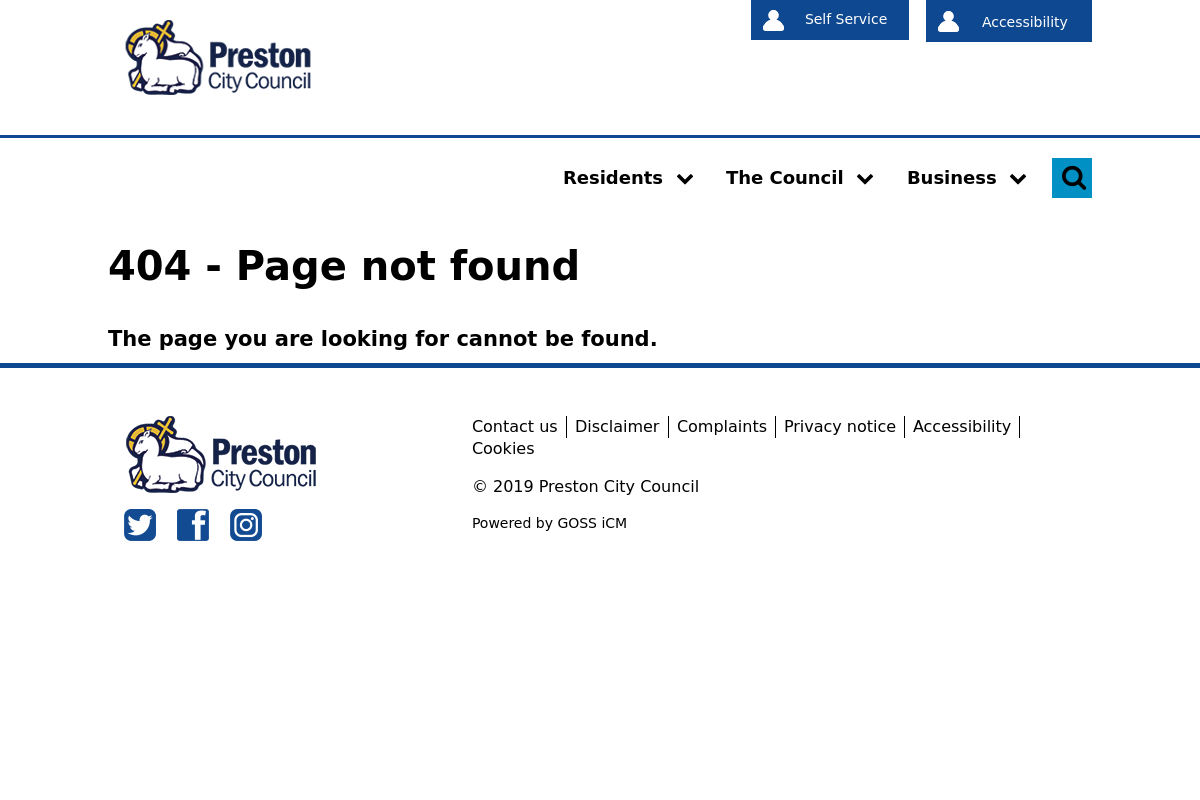 Preston
City Council
Self Service
Accessibility
Residents
The Council
Business
404 - Page not found
The page you are looking for cannot be found.
Preston
City Council
Contact us
Disclaimer
Complaints
Privacy notice
Accessibility
Cookies
© 2019 Preston City Council
Powered by GOSS iCM